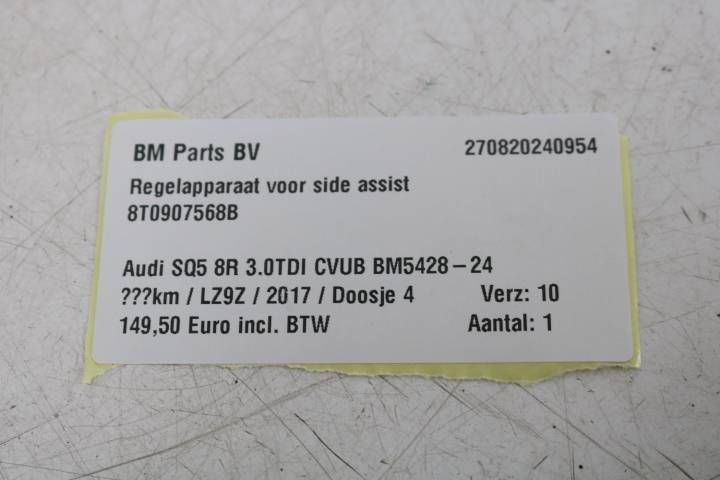 BM Parts BV 270820240954
Regelapparaat voor side assist
8T0907568B
Audi SQ5 8R 3.0TDI CVUB BM5428-24
???km / LZ9Z / 2017 / Doosje 4 Verz: 10
149,50 Euro incl. BTW Aantal: 1